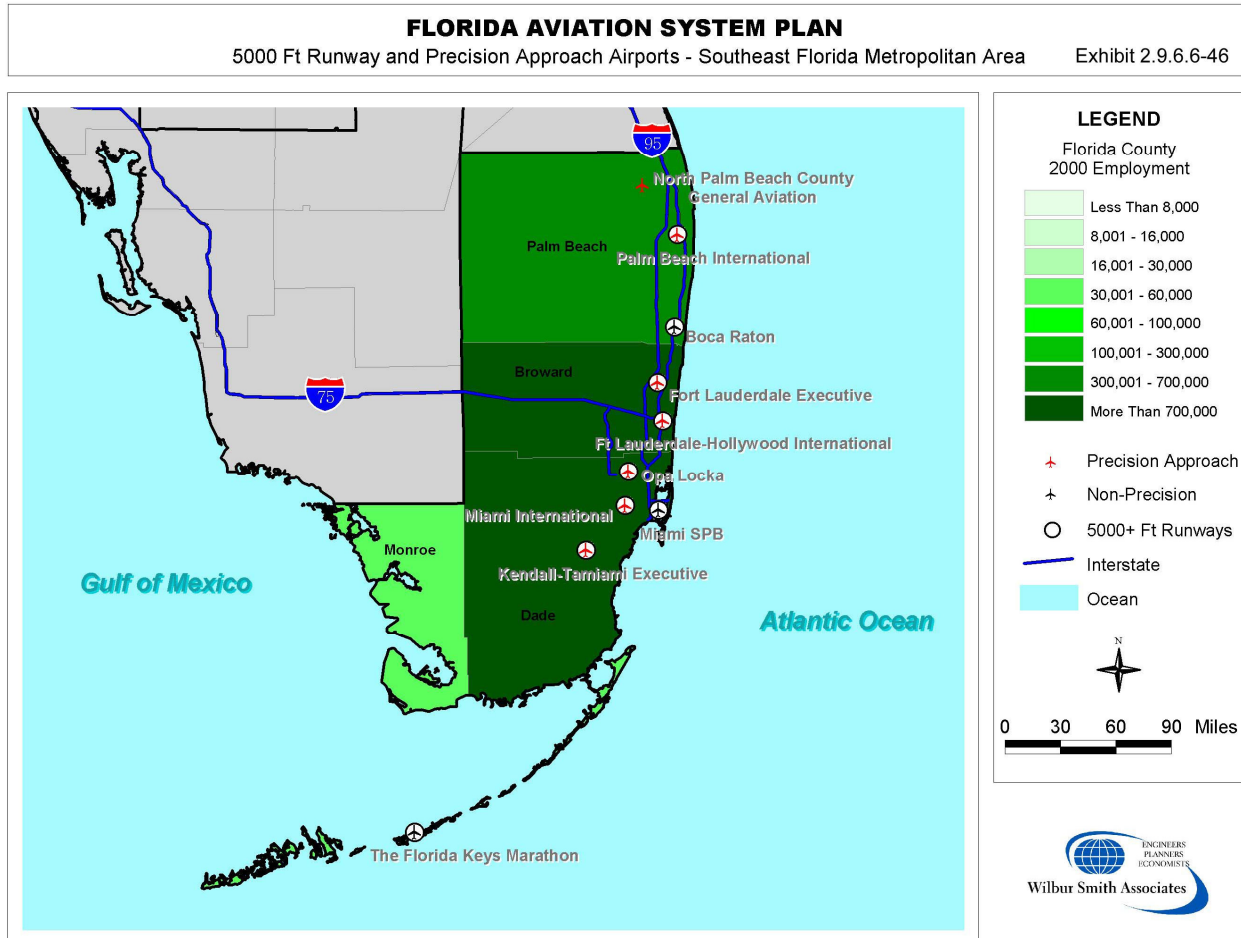 FLORIDA AVIATION SYSTEM PLAN
5000 Ft Runway and Precision Approach Airports - Southeast Florida Metropolitan Area
Exhibit 2.9.6.6-46
95
North Palm Beach County
General Aviation
Palm Beach
Palm Beach International
Boca Raton
Broward
75
Fort Lauderdale Executive
Ft Lauderdale-Hollywood International
Opa Locka
Miami International
Miami SPB
Monroe
Kendall-Tamiami Executive
Gulf of Mexico
Dade
Atlantic Ocean
The Florida Keys Marathon
LEGEND
Florida County
2000 Employment
Less Than 8,000
8,001 - 16,000
16,001 - 30,000
30,001 - 60,000
60,001 - 100,000
100,001 - 300,000
300,001 - 700,000
More Than 700,000
Precision Approach
Non-Precision
5000+ Ft Runways
Interstate
Ocean
N
0 30 60 90 Miles
ENGINEERS
PLANNERS
ECONOMISTS
Wilbur Smith Associates